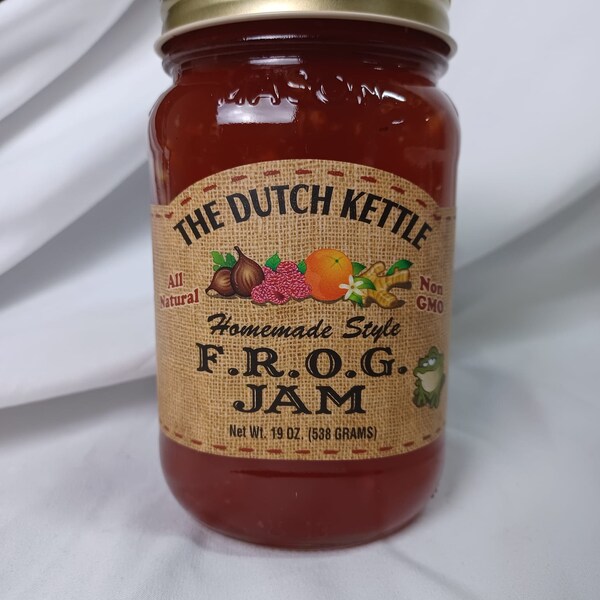 THE DUTCH KETTLE
All
Natural
Non
GMO
Homemade Style
F.R.O.G.
JAM
Net Wt. 19 OZ. (538 GRAMS)